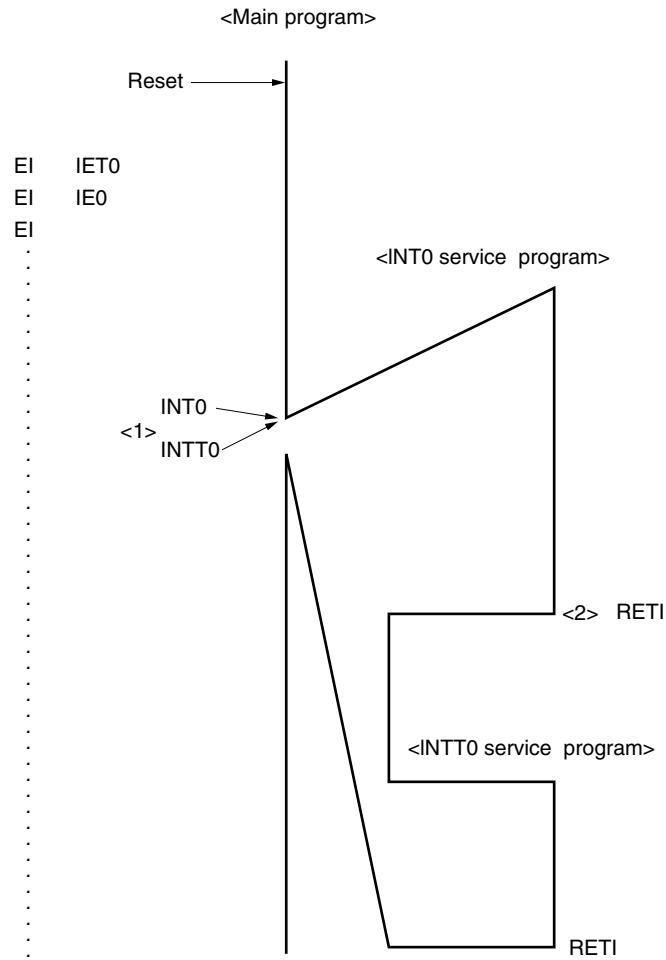 <Main program>
Reset
EI IET0
EI IE0
EI
<INT0 service program>
INT0
<1>
INTT0
<2> RETI
<INTT0 service program>
RETI